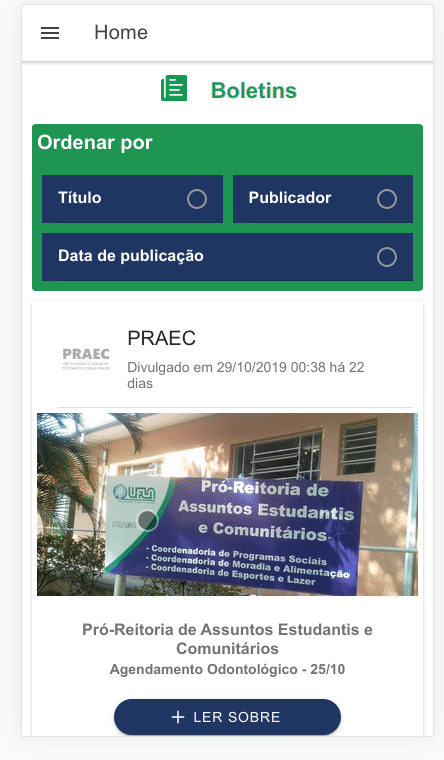 Home
Boletins
Ordenar por
Título
Publicador
Data de publicação
PRAEC
PRAEC
Divulgado em 29/10/2019 00:38 há 22
dias
UFLA
Pró-Reitoria de
Assuntos Estudantis
e Comunitários
PRAEC
- Coordenadoria de Programas Sociais
- Coordenadoria de Moradia e Alimentação
- Coordenadoria de Esportes e Lazer
Pró-Reitoria de Assuntos Estudantis e
Comunitários
Agendamento Odontológico - 25/10
+ LER SOBRE